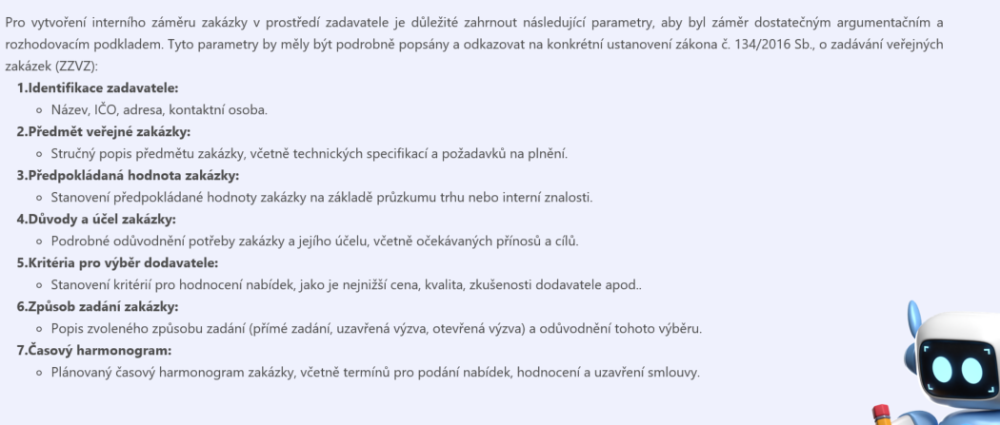 Pro vytvoření interního záměru zakázky v prostředí zadavatele je důležité zahrnout následující parametry, aby byl záměr dostatečným argumentačním a
rozhodovacím podkladem. Tyto parametry by měly být podrobně popsány a odkazovat na konkrétní ustanovení zákona č. 134/2016 Sb., o zadávání veřejných
zakázek (ZZVZ):
1.Identifikace zadavatele:
◦ Název, IČO, adresa, kontaktní osoba.
2.Předmět veřejné zakázky:
◦ Stručný popis předmětu zakázky, včetně technických specifikací a požadavků na plnění.
3.Předpokládaná hodnota zakázky:
◦ Stanovení předpokládané hodnoty zakázky na základě průzkumu trhu nebo interní znalosti.
4.Důvody a účel zakázky:
◦ Podrobné odůvodnění potřeby zakázky a jejího účelu, včetně očekávaných přínosů a cílů.
5.Kritéria pro výběr dodavatele:
◦ Stanovení kritérií pro hodnocení nabídek, jako je nejnižší cena, kvalita, zkušenosti dodavatele apod..
6.Způsob zadání zakázky:
◦ Popis zvoleného způsobu zadání (přímé zadání, uzavřená výzva, otevřená výzva) a odůvodnění tohoto výběru.
7.Časový harmonogram:
◦ Plánovaný časový harmonogram zakázky, včetně termínů pro podání nabídek, hodnocení a uzavření smlouvy.